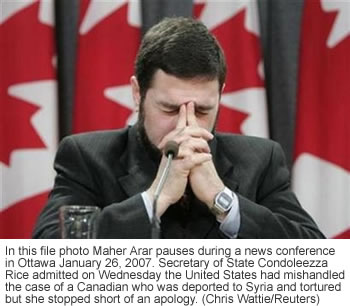 In this file photo Maher Arar pauses during a news conference
in Ottawa January 26, 2007. Secretary of State Condoleezza
Rice admitted on Wednesday the United States had mishandled
the case of a Canadian who was deported to Syria and tortured
but she stopped short of an apology. (Chris Wattie/Reuters)